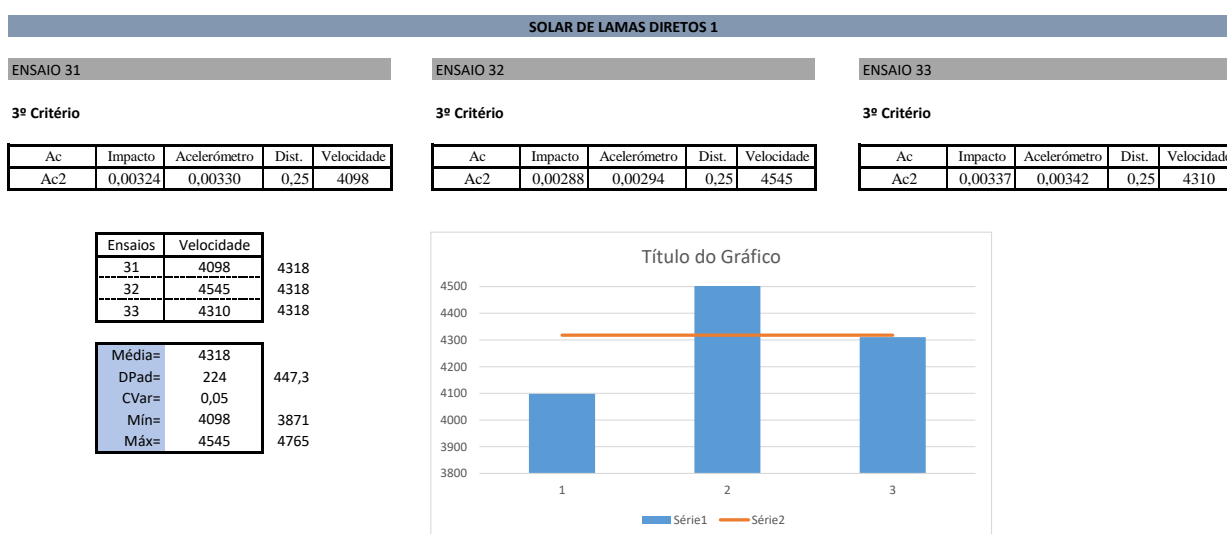 SOLAR DE LAMAS DIRETOS 1
ENSAIO 31
ENSAIO 32
ENSAIO 33
3º Critério
3º Critério
3º Critério
Ac Impacto Acelerómetro Dist. Velocidade
Ac2 0,00324 0,00330 0,25 4098
Ac Impacto Acelerómetro Dist. Velocidade
Ac2 0,00288 0,00294 0,25 4545
Ac Impacto Acelerómetro Dist. Velocidade
Ac2 0,00337 0,00342 0,25 4310
Ensaios Velocidade
31 4098 4318
32 4545 4318
33 4310 4318
Média= 4318
DPad= 224 447,3
CVar= 0,05
Mín= 4098 3871
Máx= 4545 4765
Título do Gráfico
4500
4400
4300
4200
4100
4000
3900
3800
1 2 3
Série1 Série2